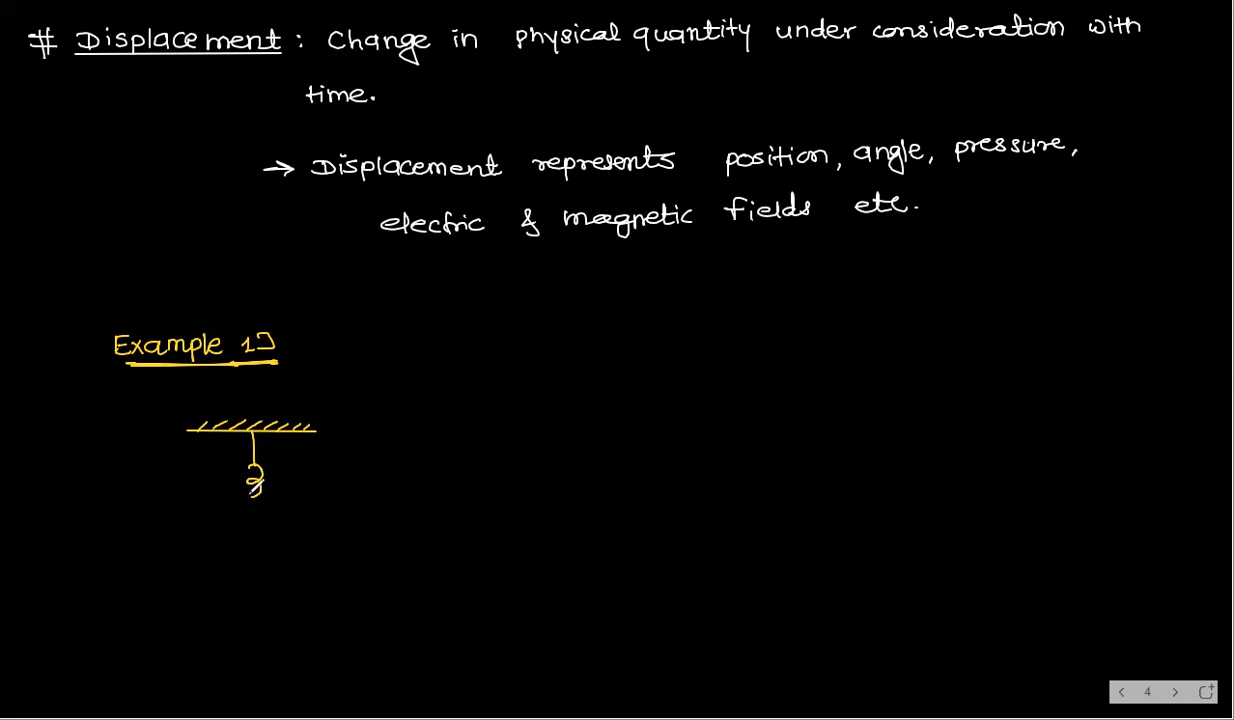 # Displacement : Change in physical quantity under consideration with
time.
→ Displacement represents position, angle, pressure,
electric & magnetic fields etc.
Example 1)
4